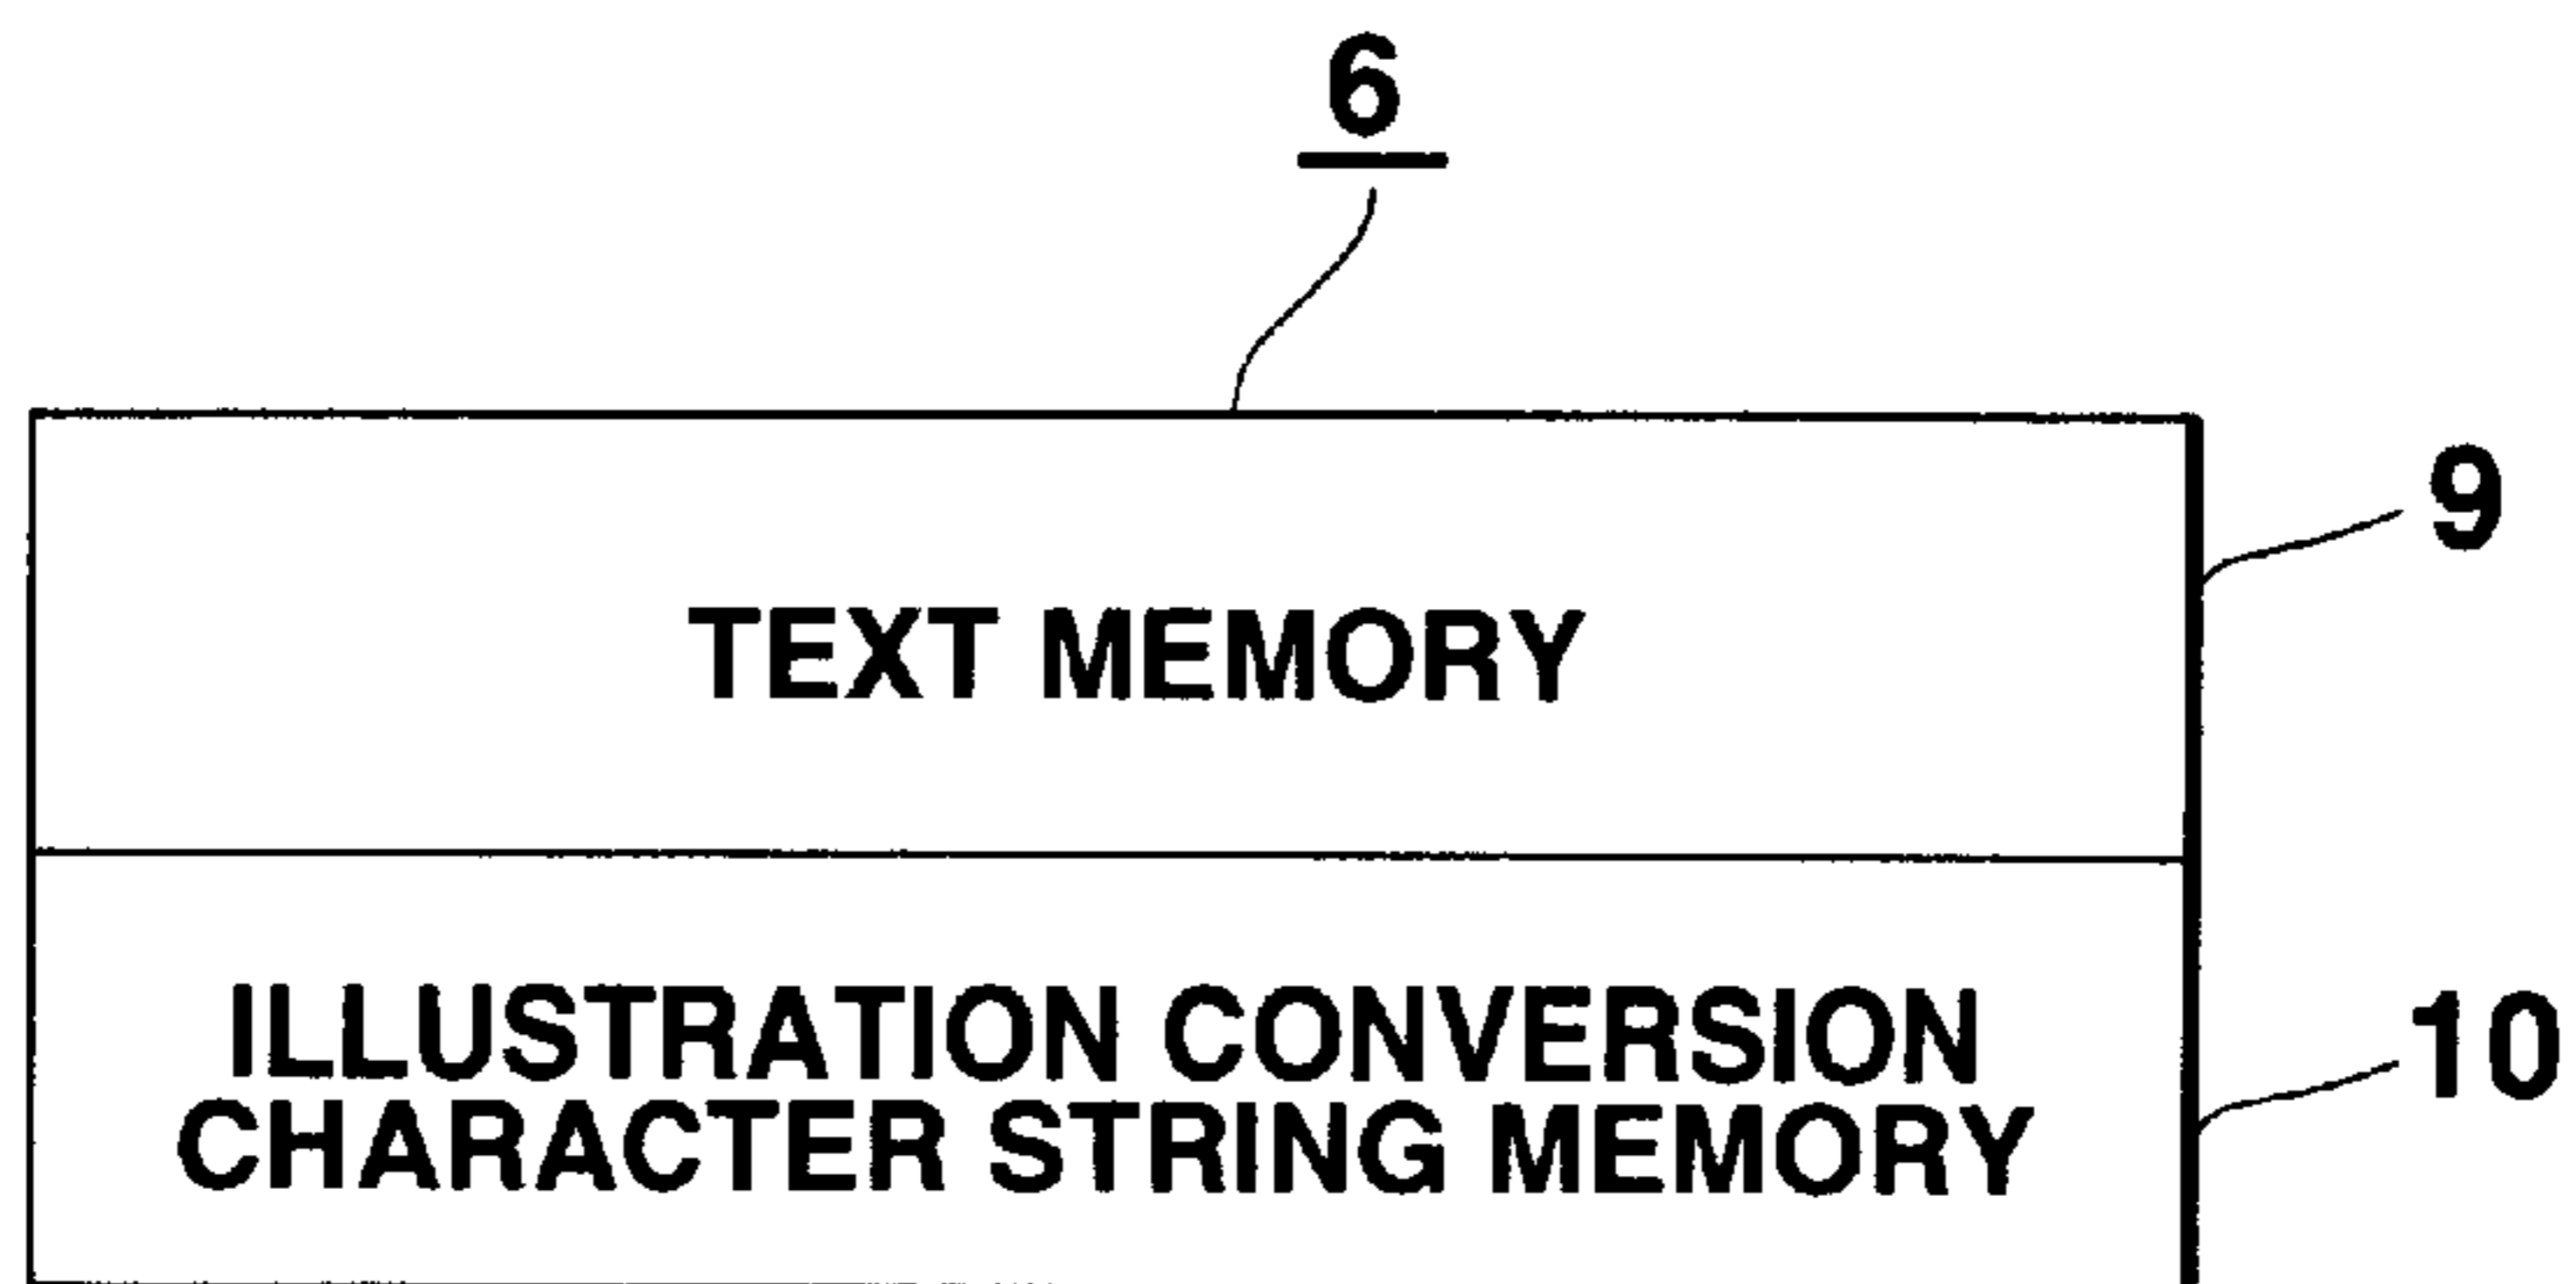 6
9
TEXT MEMORY
ILLUSTRATION CONVERSION
10
CHARACTER STRING MEMORY